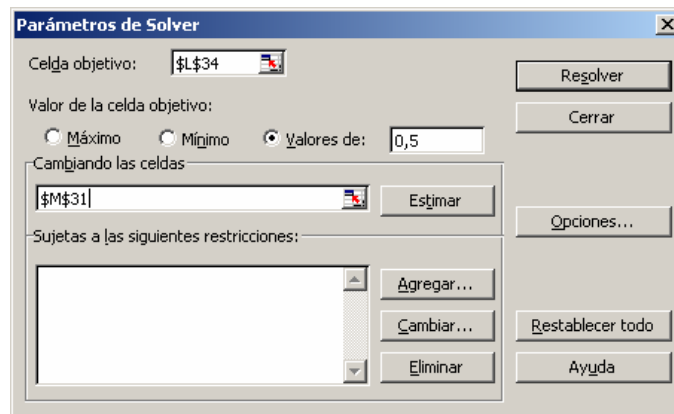 Parámetros de Solver
Celda objetivo: $L$34
Resolver
Valor de la celda objetivo:
Cerrar
Máximo Mínimo Valores de: 0,5
Cambiando las celdas
$M$31 Estimar
Opciones...
Sujetas a las siguientes restricciones:
Agregar...
Cambiar... Restablecer todo
Eliminar Ayuda